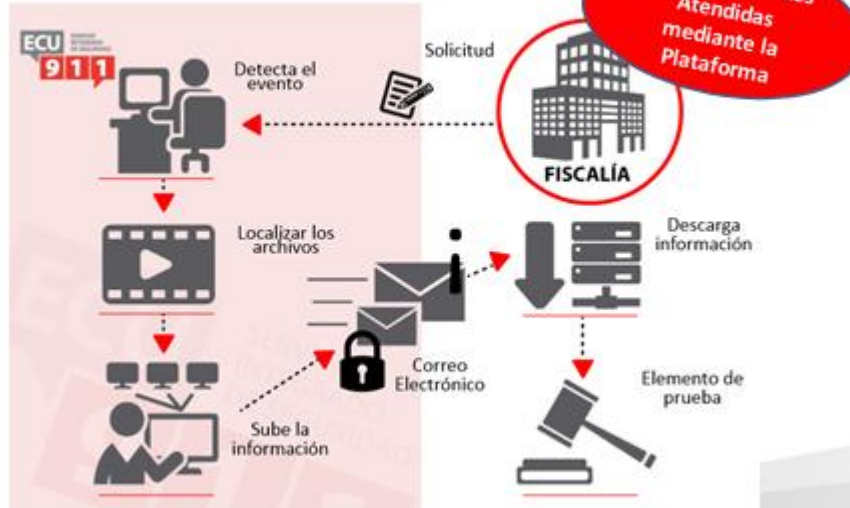 Atendidas
mediante la
Plataforma
ECU
911
Solicitud
Detecta el
evento
FISCALÍA
Localizar los
archivos
Descarga
información
Correo
Electrónico
Elemento de
prueba
Sube la
información